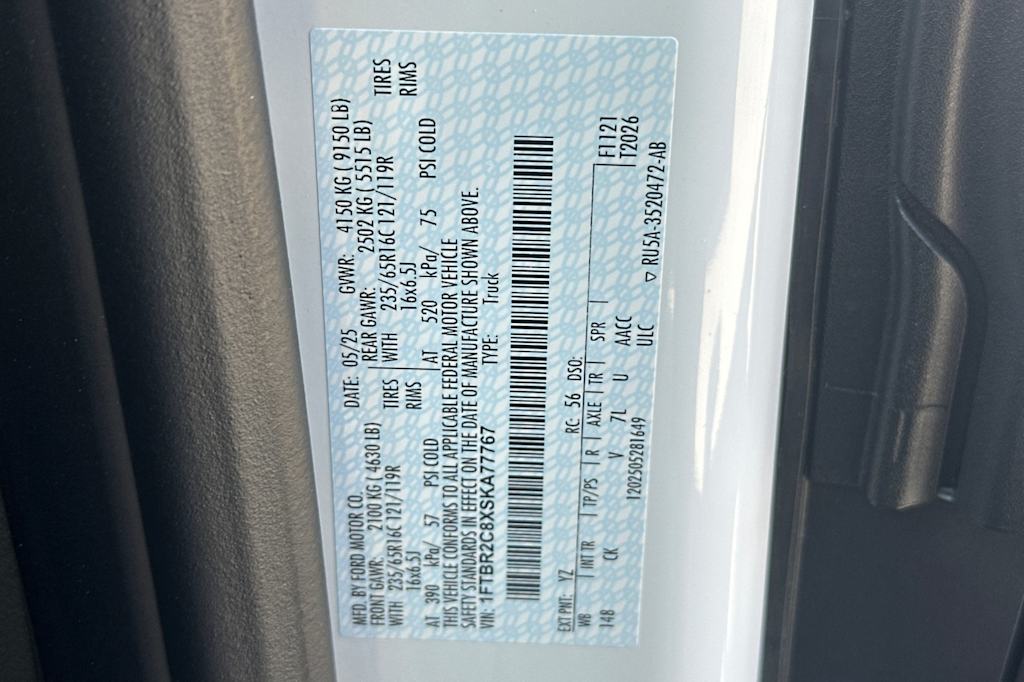 MFD. BY FORD MOTOR CO.
DATE: 05/25 GVWR: 4150 KG ( 9150 LB)
FRONT GAWR: 2100 KG ( 4630 LB) REAR GAWR: 2502 KG ( 5515 LB)
WITH 235/65R16C 121/119R TIRES WITH 235/65R16C 121/119R TIRES
16x6.5J RIMS 16x6.5J RIMS
AT 390 kPa/ 57 PSI COLD AT 520 kPa/ 75 PSI COLD
THIS VEHICLE CONFORMS TO ALL APPLICABLE FEDERAL MOTOR VEHICLE
SAFETY STANDARDS IN EFFECT ON THE DATE OF MANUFACTURE SHOWN ABOVE.
VIN: 1FTBR2C8XSKA77767 TYPE: Truck
EXT PNT: YZ RC: 56 DSO:
WB INT TR TP/PS R AXLE TR SPR F1121
T2026
148 CK V 7L U AACC
ULC
1202505281649 ▽ RU5A-3520472-AB